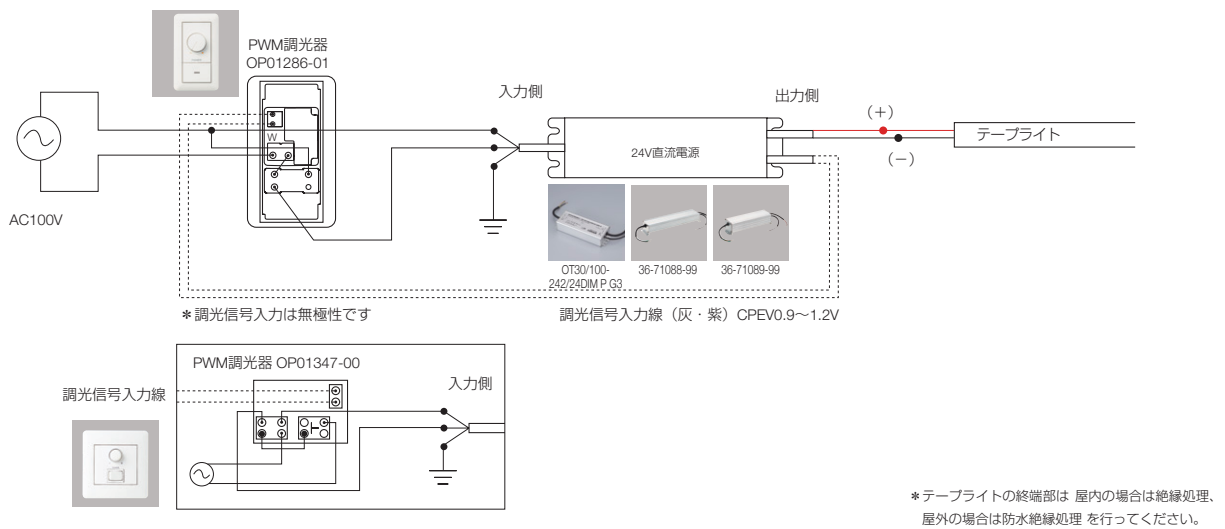 PWM調光器
OP01286-01
入力側
出力側
(+)
W
24V直流電源
テープライト
(−)
AC100V
OT30/100-
242/24DIM P G3
36-71088-99
36-71089-99
*調光信号入力は無極性です
調光信号入力線(灰・紫)CPEV0.9~1.2V
PWM調光器 OP01347-00
入力側
調光信号入力線
*テープライトの終端部は 屋内の場合は絶縁処理、
屋外の場合は防水絶縁処理 を行ってください。